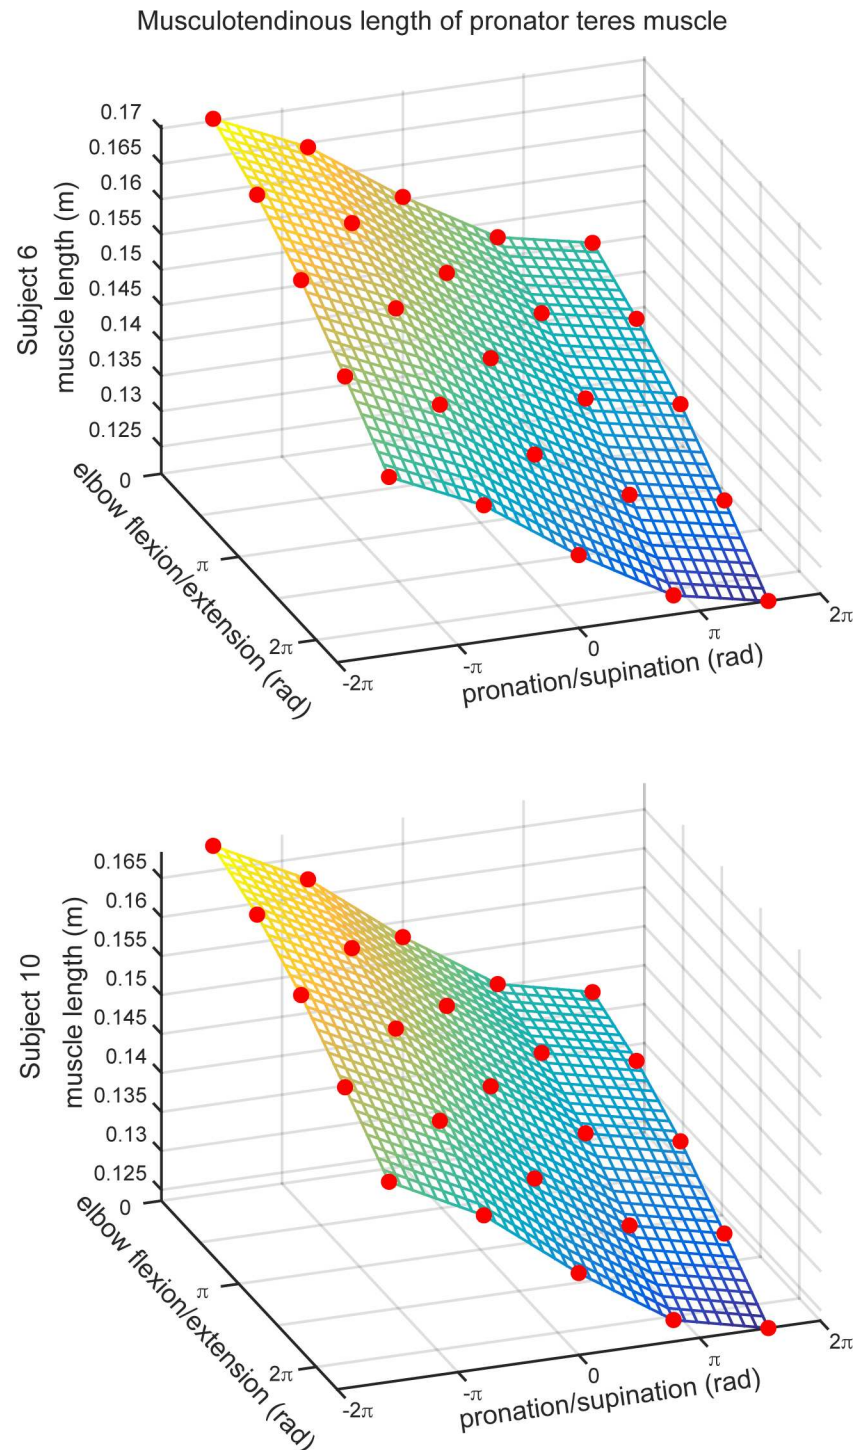 Musculotendinous length of pronator teres muscle
Subject 6
muscle length (m)
0.17
0.165
0.16
0.155
0.15
0.145
0.14
0.135
0.13
0.125
0
π
2π
elbow flexion/extension (rad)
-2π
-π
0
π
2π
pronation/supination (rad)
Subject 10
muscle length (m)
0.165
0.16
0.155
0.15
0.145
0.14
0.135
0.13
0.125
0
π
2π
elbow flexion/extension (rad)
-2π
-π
0
π
2π
pronation/supination (rad)